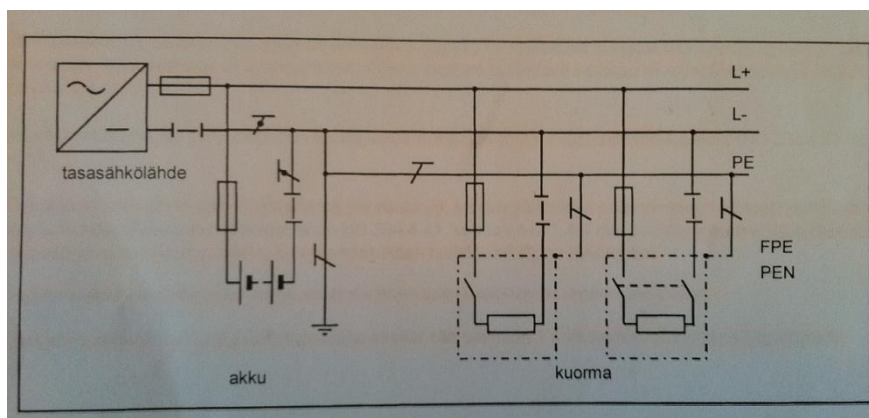 L+
L-
PE
tasasähkölähde
FPE
PEN
akku
kuorma